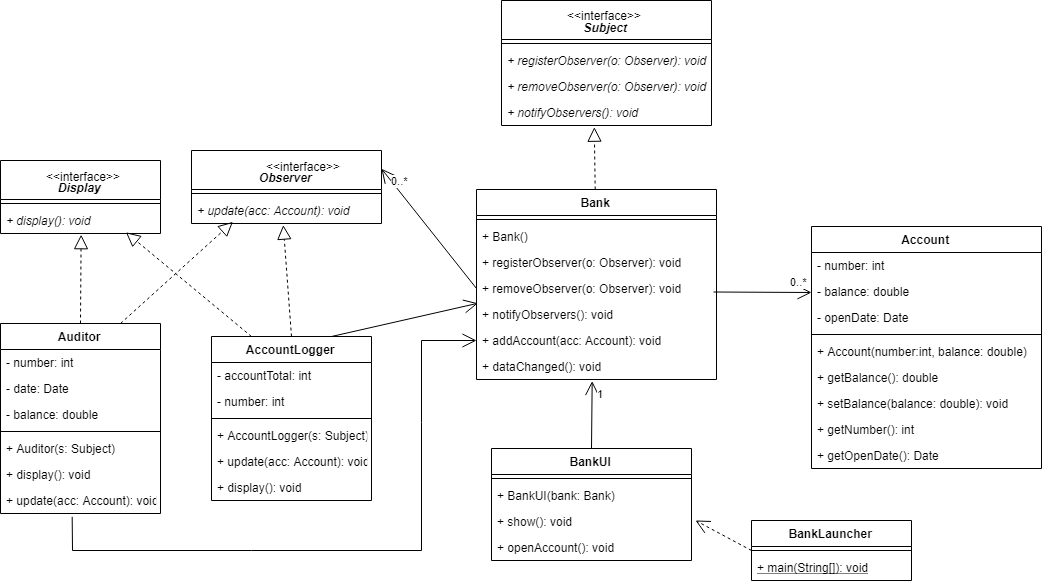 <<interface>>
Subject
+ registerObserver(o: Observer): void
+ removeObserver(o: Observer): void
+ notifyObservers(): void
<<interface>>
Display
+ display(): void
<<interface>>
Observer
+ update(acc: Account): void
0..*
Bank
+ Bank()
+ registerObserver(o: Observer): void
+ removeObserver(o: Observer): void
+ notifyObservers(): void
+ addAccount(acc: Account): void
+ dataChanged(): void
0..*
Account
- number: int
- balance: double
- openDate: Date
+ Account(number:int, balance: double)
+ getBalance(): double
+ setBalance(balance: double): void
+ getNumber(): int
+ getOpenDate(): Date
Auditor
- number: int
- date: Date
- balance: double
+ Auditor(s: Subject)
+ display(): void
+ update(acc: Account): void
AccountLogger
- accountTotal: int
- number: int
+ AccountLogger(s: Subject)
+ update(acc: Account): void
+ display(): void
1
BankUI
+ BankUI(bank: Bank)
+ show(): void
+ openAccount(): void
BankLauncher
+ main(String[]): void